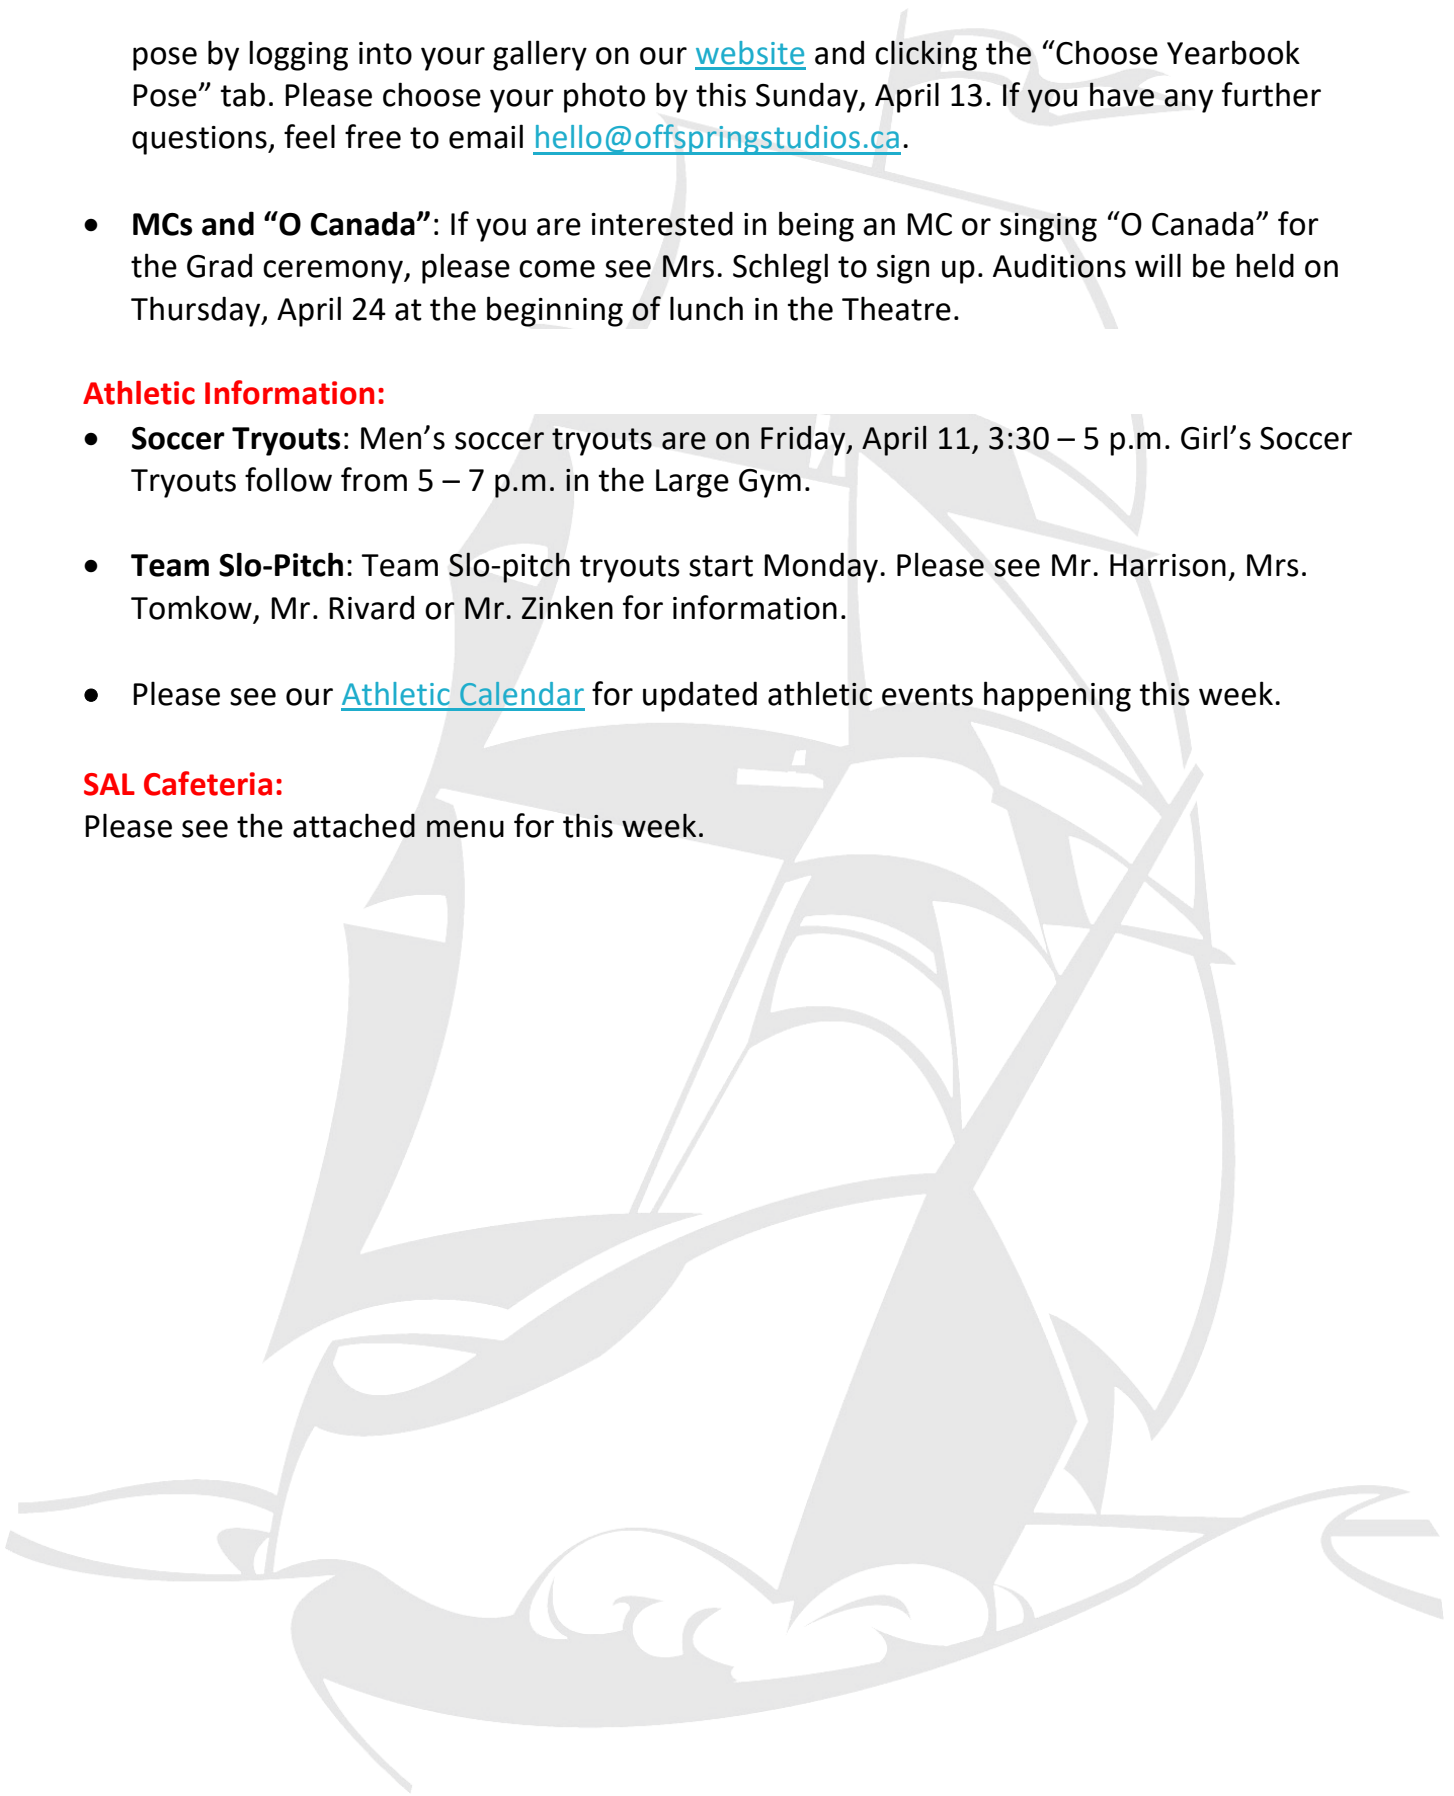 pose by logging into your gallery on our website and clicking the “Choose Yearbook
Pose” tab. Please choose your photo by this Sunday, April 13. If you have any further
questions, feel free to email hello@offspringstudios.ca.
• MCs and “O Canada”: If you are interested in being an MC or singing “O Canada” for
the Grad ceremony, please come see Mrs. Schlegl to sign up. Auditions will be held on
Thursday, April 24 at the beginning of lunch in the Theatre.
Athletic Information:
• Soccer Tryouts: Men’s soccer tryouts are on Friday, April 11, 3:30 – 5 p.m. Girl’s Soccer
Tryouts follow from 5 – 7 p.m. in the Large Gym.
• Team Slo-Pitch: Team Slo-pitch tryouts start Monday. Please see Mr. Harrison, Mrs.
Tomkow, Mr. Rivard or Mr. Zinken for information.
• Please see our Athletic Calendar for updated athletic events happening this week.
SAL Cafeteria:
Please see the attached menu for this week.